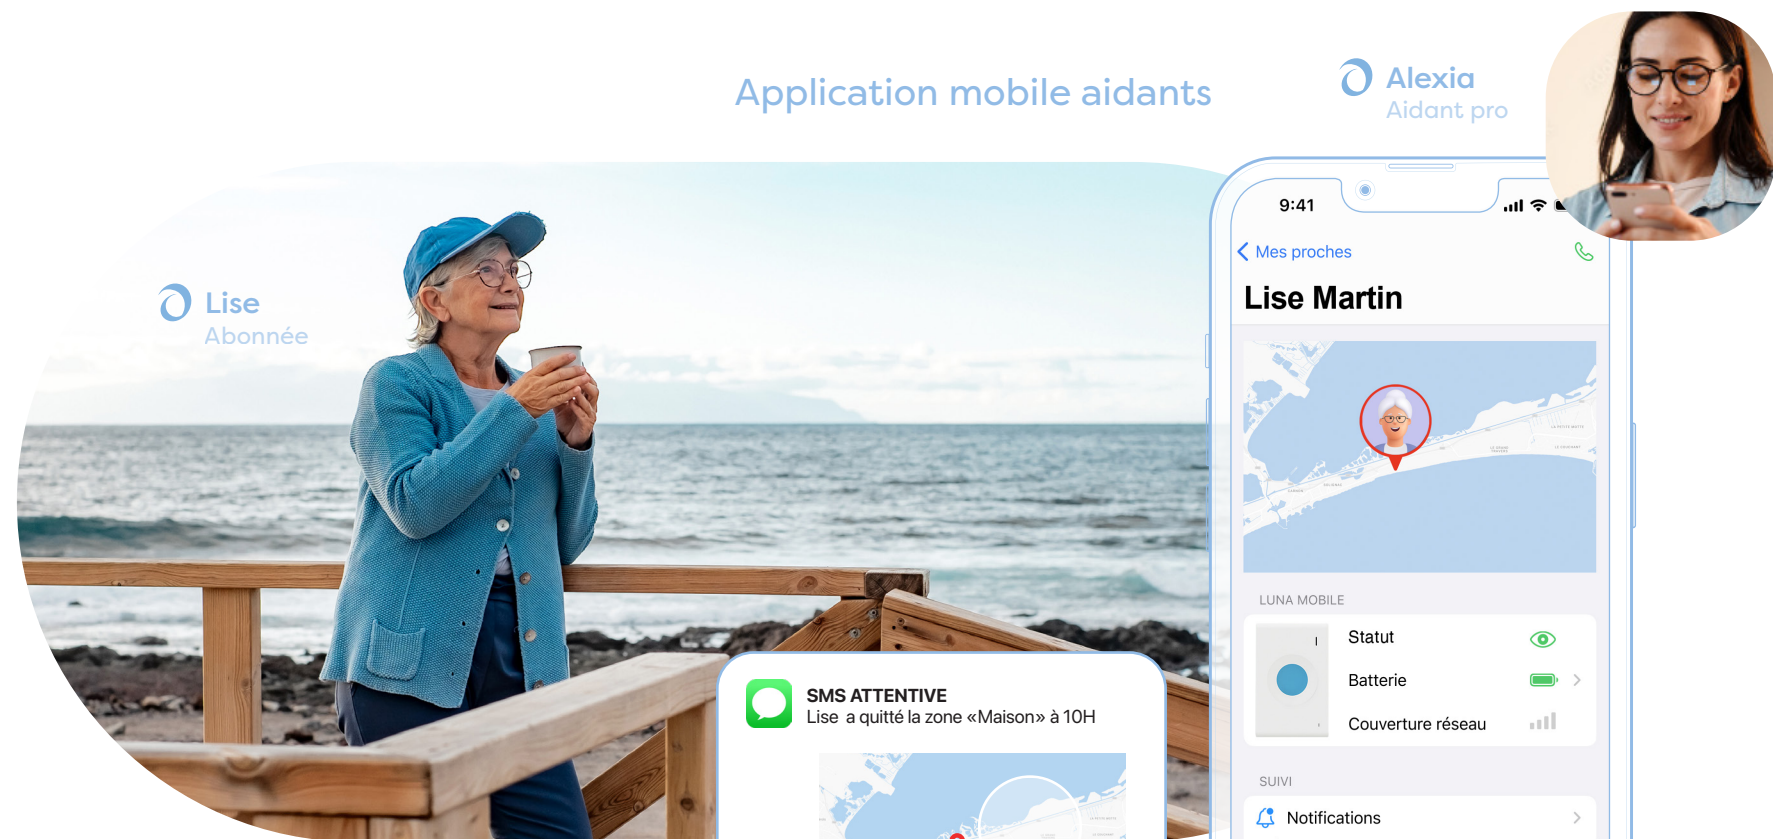 Application mobile aidants
Alexia
Aidant pro
Lise
Abonnée
9:41
Mes proches
Lise Martin
LUNA MOBILE
Statut
Batterie
Couverture réseau
SUIVI
Notifications
SMS ATTENTIVE
Lise a quitté la zone «Maison» à 10H